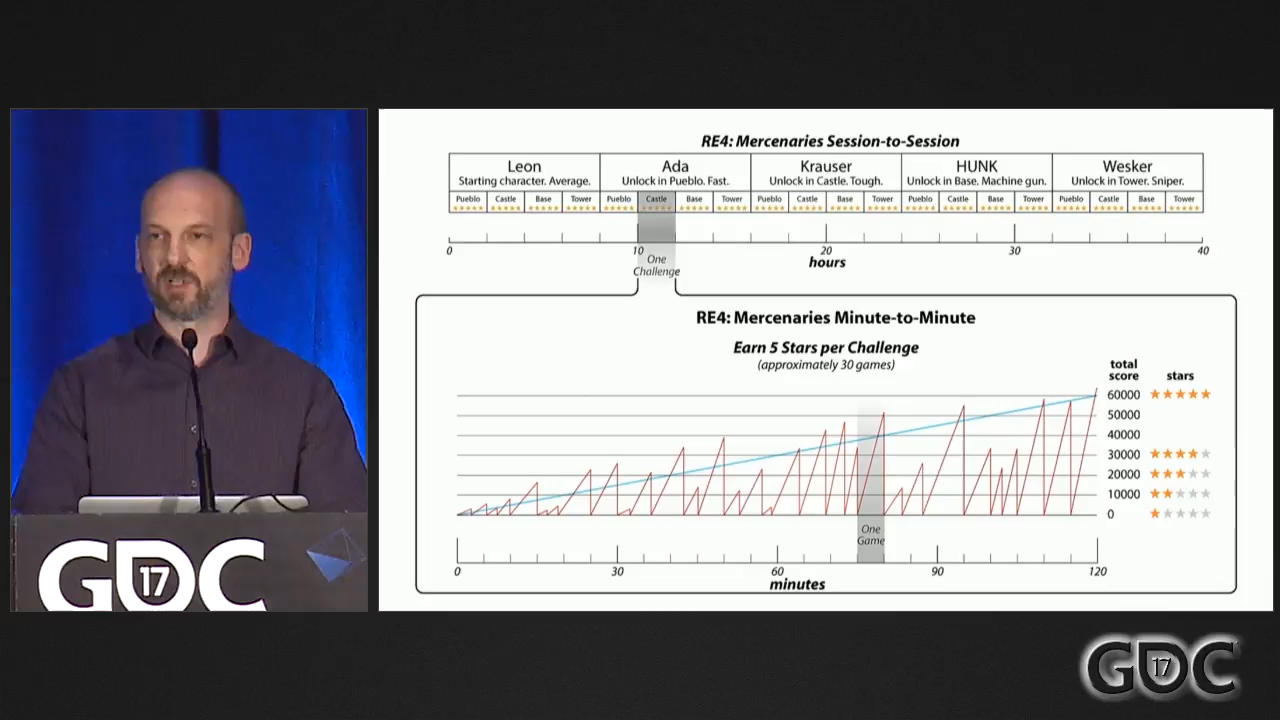 RE4: Mercenaries Session-to-Session
Leon
Starting character. Average.
Ada
Unlock in Pueblo. Fast.
Krauser
Unlock in Castle. Tough.
HUNK
Unlock in Base. Machine gun.
Wesker
Unlock in Tower. Sniper.
Pueblo Castle Base Tower Pueblo Castle Base Tower Pueblo Castle Base Tower Pueblo Castle Base Tower Pueblo Castle Base Tower
0 10 20 30 40
hours
One
Challenge
RE4: Mercenaries Minute-to-Minute
Earn 5 Stars per Challenge
(approximately 30 games)
total
score
stars
60000
50000
40000
30000
20000
10000
0
One
Game
0 30 60 90 120
minutes
GDC
17
GDC
17